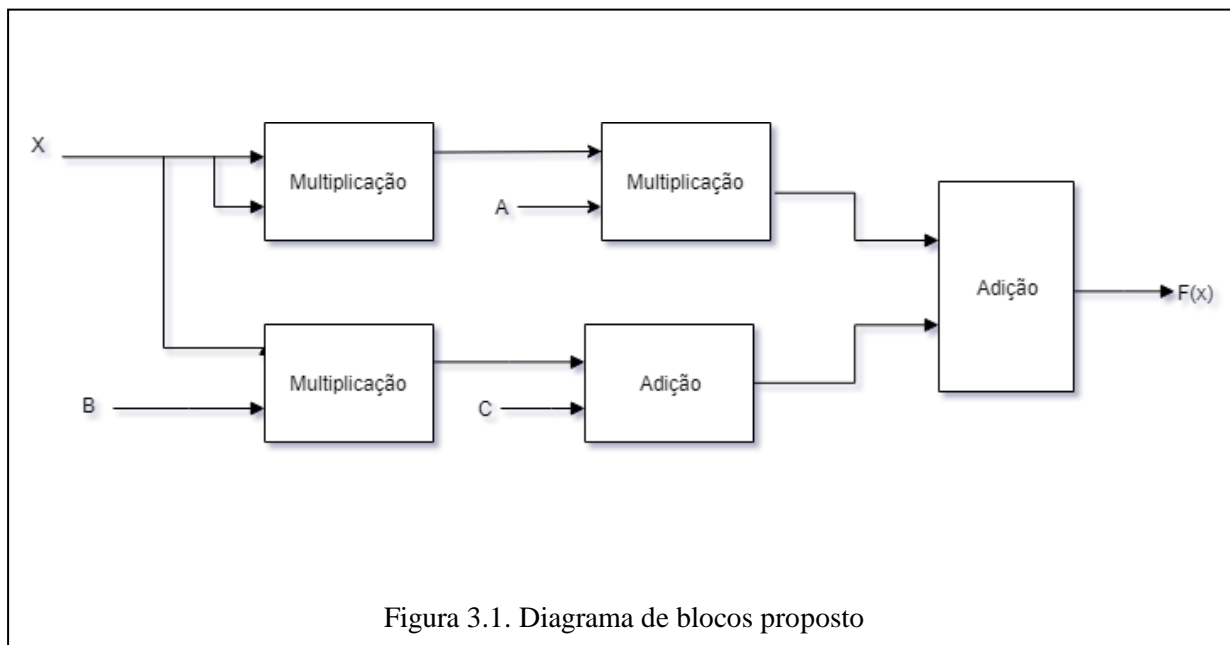 X
Multiplicação
Multiplicação
A
Adição
F(x)
Multiplicação
Adição
B
C
Figura 3.1. Diagrama de blocos proposto